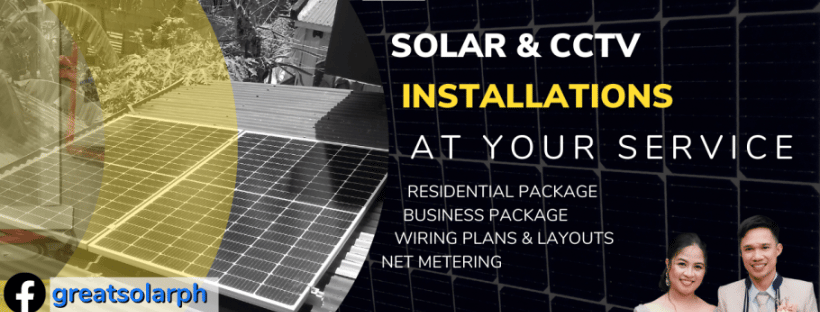 SOLAR & CCTV
INSTALLATIONS
AT YOUR SERVICE
RESIDENTIAL PACKAGE
BUSINESS PACKAGE
WIRING PLANS & LAYOUTS
NET METERING
greatsolarph